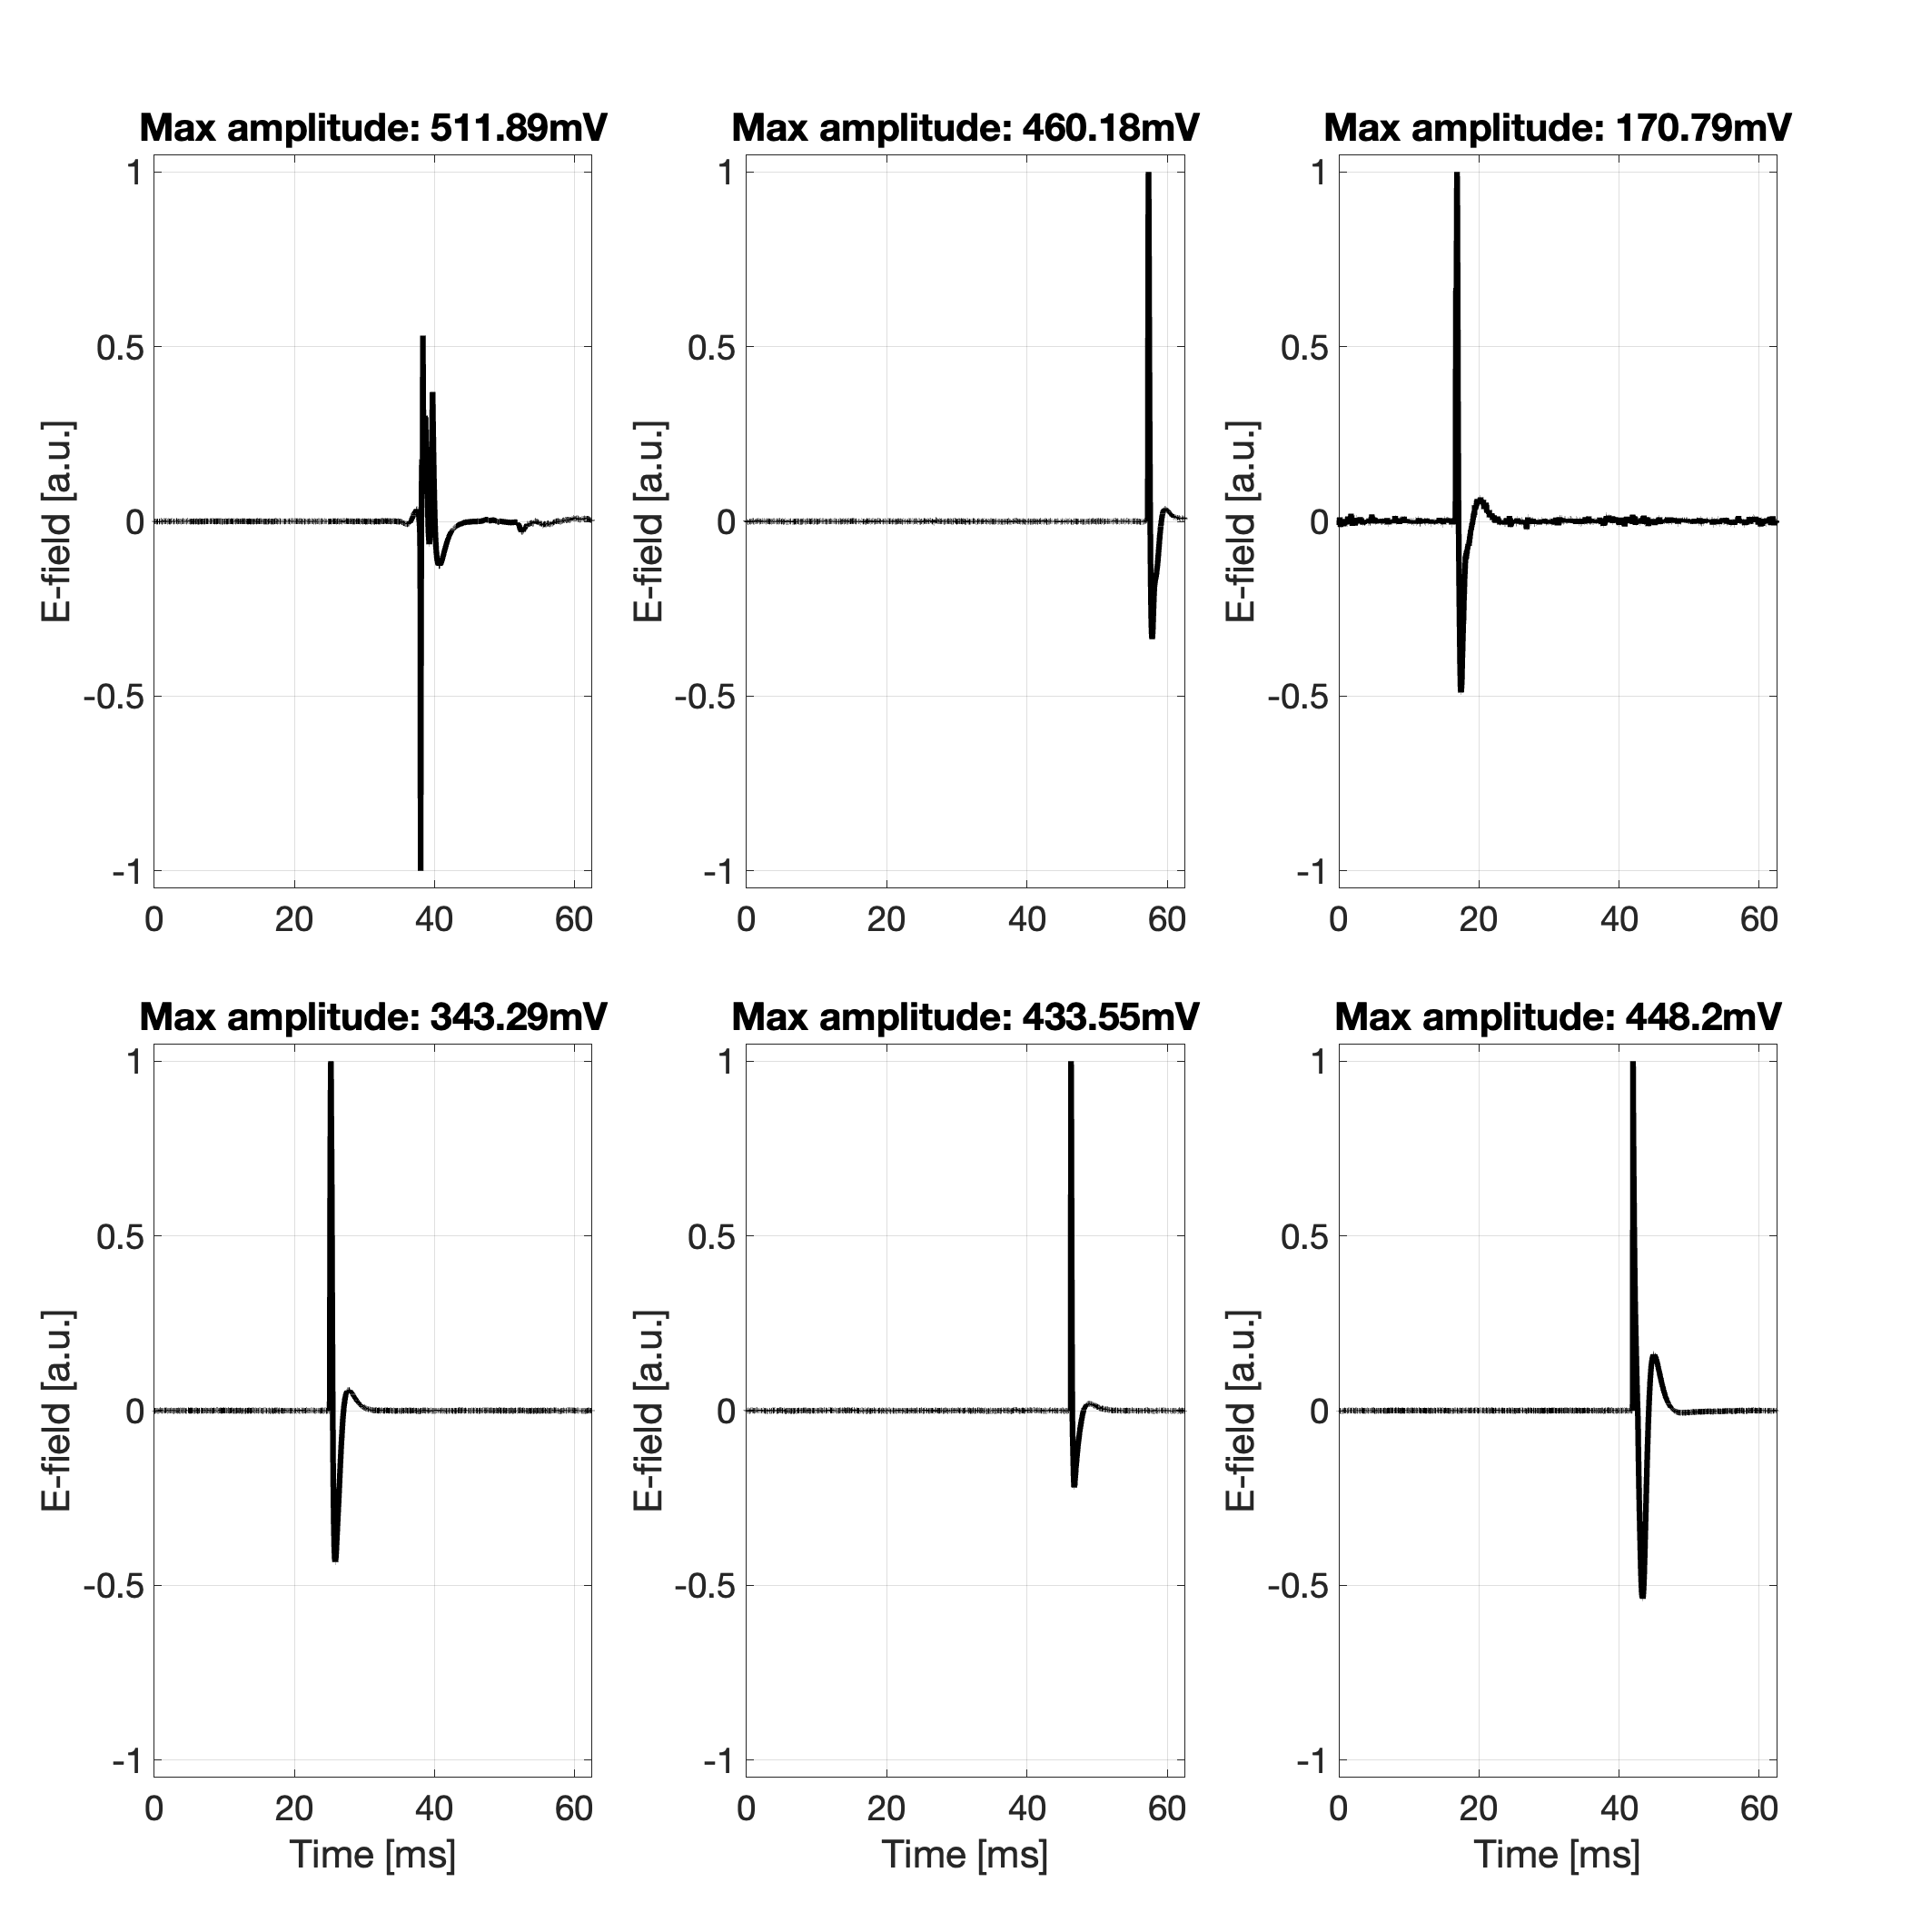 Max amplitude: 511.89mV
1
0.5
0
-0.5
-1
E-field [a.u.]
0 20 40 60
Max amplitude: 460.18mV
1
0.5
0
-0.5
-1
E-field [a.u.]
0 20 40 60
Max amplitude: 170.79mV
1
0.5
0
-0.5
-1
E-field [a.u.]
0 20 40 60
Max amplitude: 343.29mV
1
0.5
0
-0.5
-1
E-field [a.u.]
0 20 40 60
Time [ms]
Max amplitude: 433.55mV
1
0.5
0
-0.5
-1
E-field [a.u.]
0 20 40 60
Time [ms]
Max amplitude: 448.2mV
1
0.5
0
-0.5
-1
E-field [a.u.]
0 20 40 60
Time [ms]